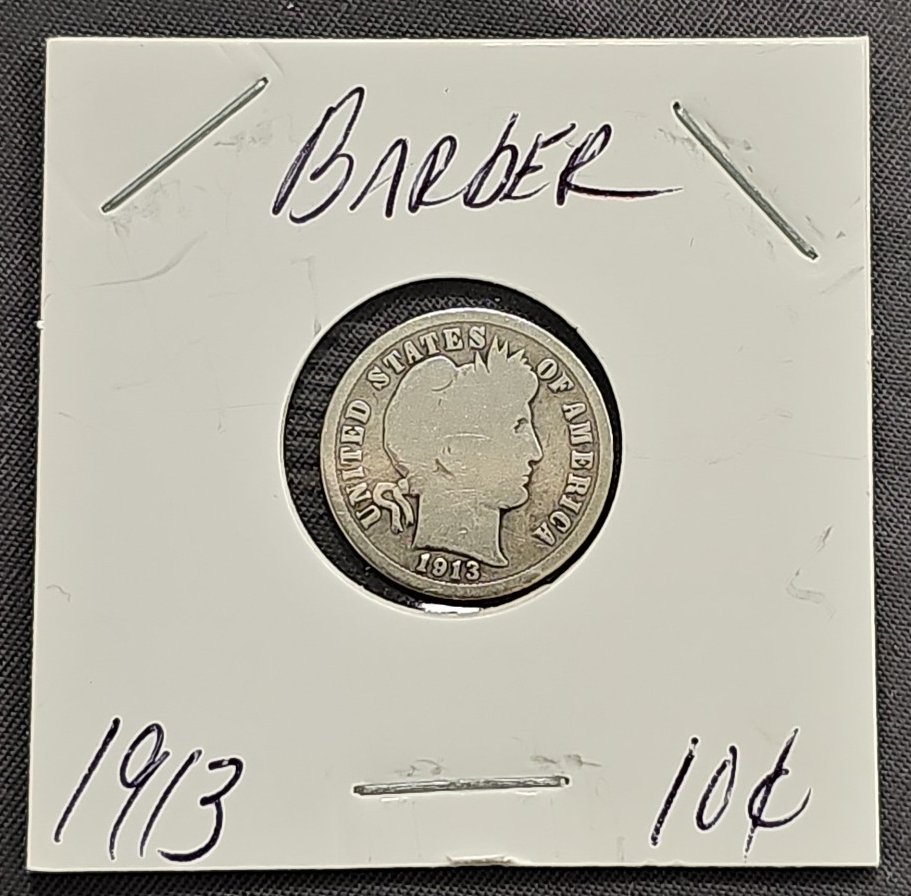 BARBER
UNITED STATES OF AMERICA
1913
1913 10¢